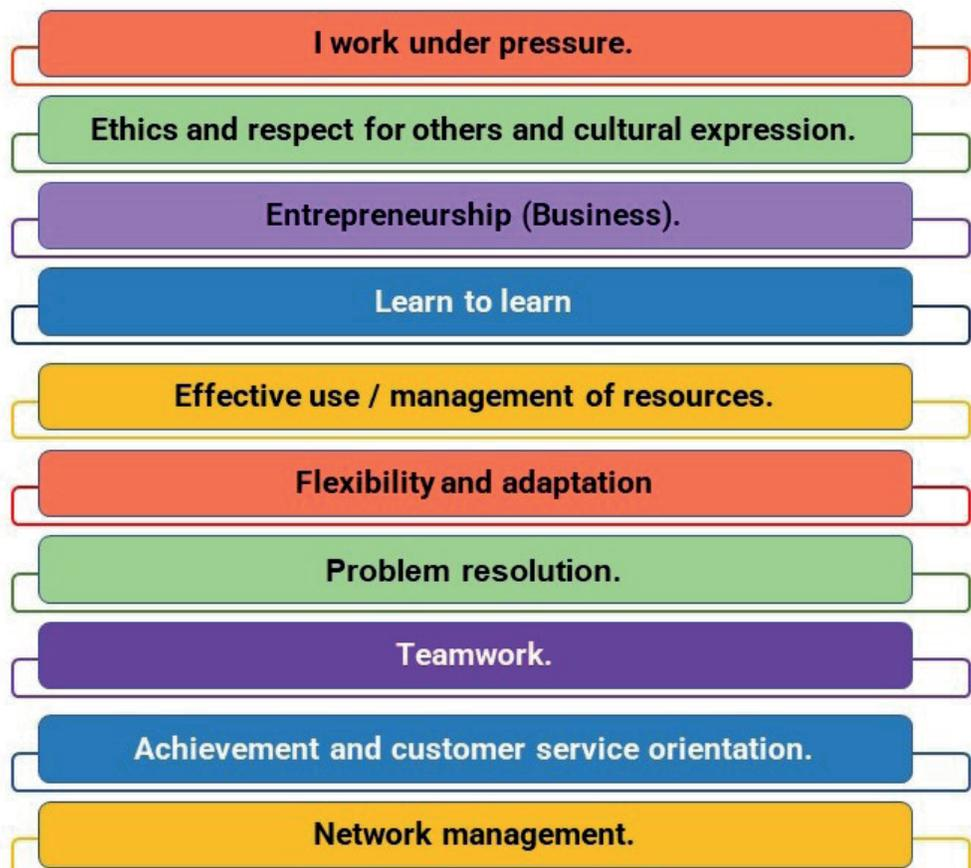 I work under pressure.
Ethics and respect for others and cultural expression.
Entrepreneurship (Business).
Learn to learn
Effective use / management of resources.
Flexibility and adaptation
Problem resolution.
Teamwork.
Achievement and customer service orientation.
Network management.